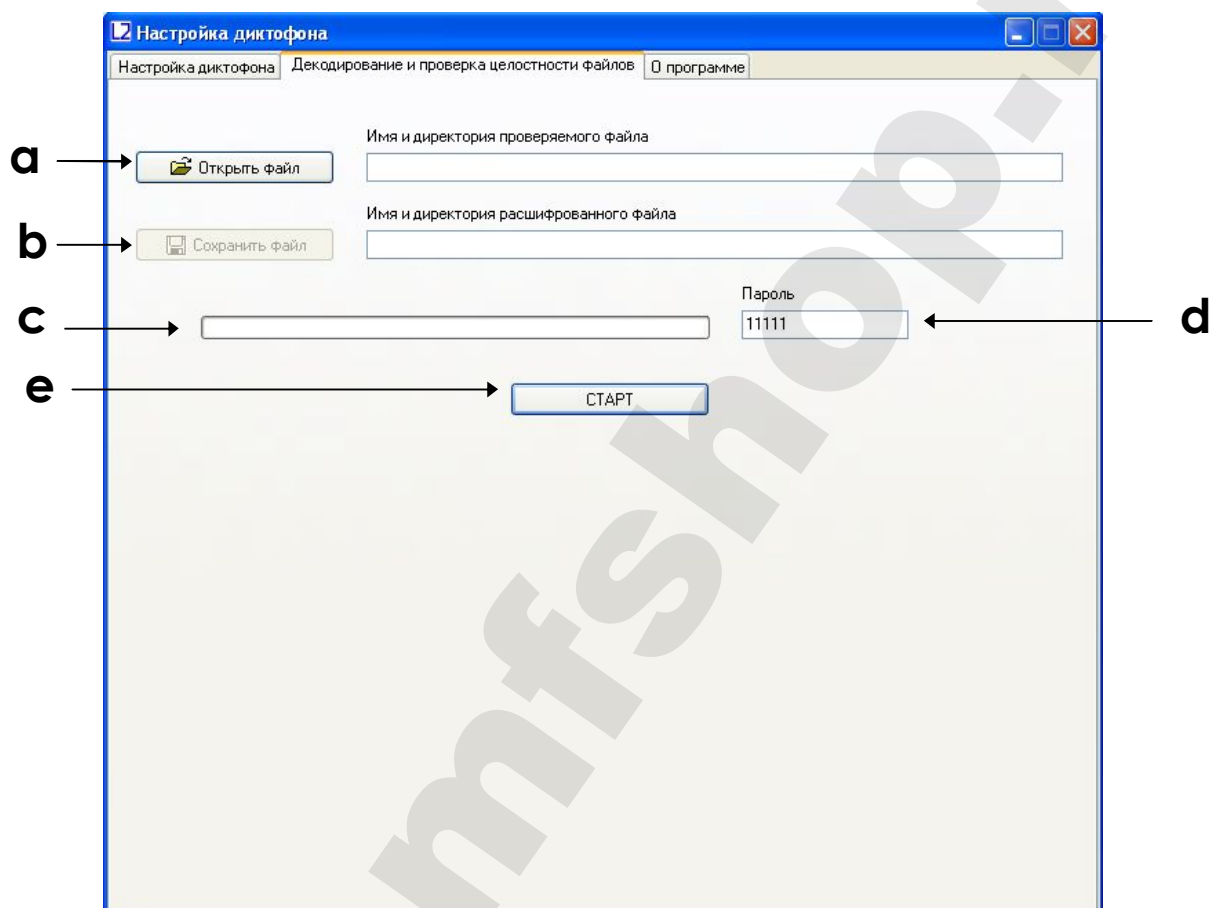 Настройка диктофона
Настройка диктофона Декодирование и проверка целостности файлов О программе
Имя и директория проверяемого файла
a Открыть файл
Имя и директория расшифрованного файла
b Сохранить файл
Пароль
c 11111 d
e СТАРТ
mfshop.